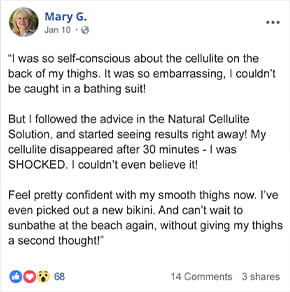 Mary G.
Jan 10 ·
“I was so self-conscious about the cellulite on the
back of my thighs. It was so embarrassing, I couldn’t
be caught in a bathing suit!
But I followed the advice in the Natural Cellulite
Solution, and started seeing results right away! My
cellulite disappeared after 30 minutes - I was
SHOCKED. I couldn’t even believe it!
Feel pretty confident with my smooth thighs now. I’ve
even picked out a new bikini. And can’t wait to
sunbathe at the beach again, without giving my thighs
a second thought!”
68 14 Comments 3 shares